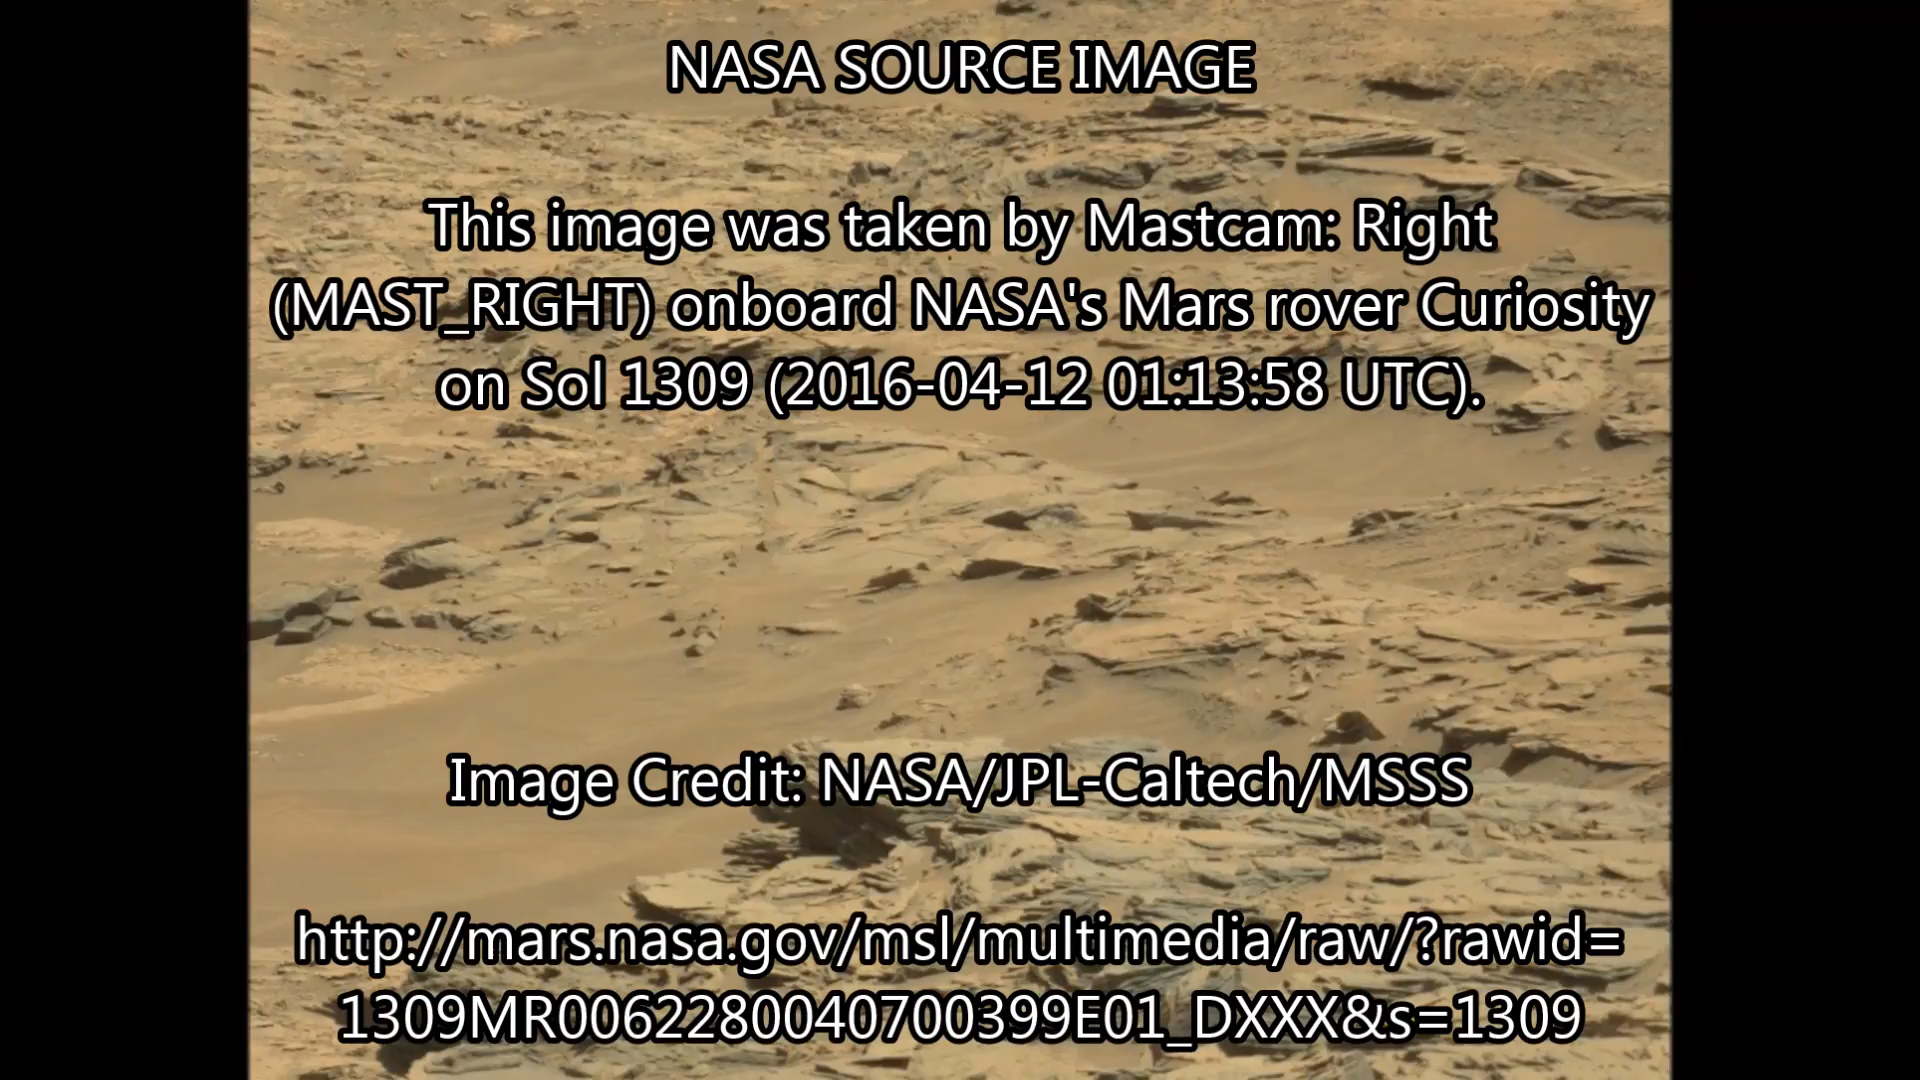 NASA SOURCE IMAGE
This image was taken by Mastcam: Right
(MAST_RIGHT) onboard NASA's Mars rover Curiosity
on Sol 1309 (2016-04-12 01:13:58 UTC).
Image Credit: NASA/JPL-Caltech/MSSS
http://mars.nasa.gov/msl/multimedia/raw/?rawid=
1309MR0062280040700399E01_DXXX&s=1309